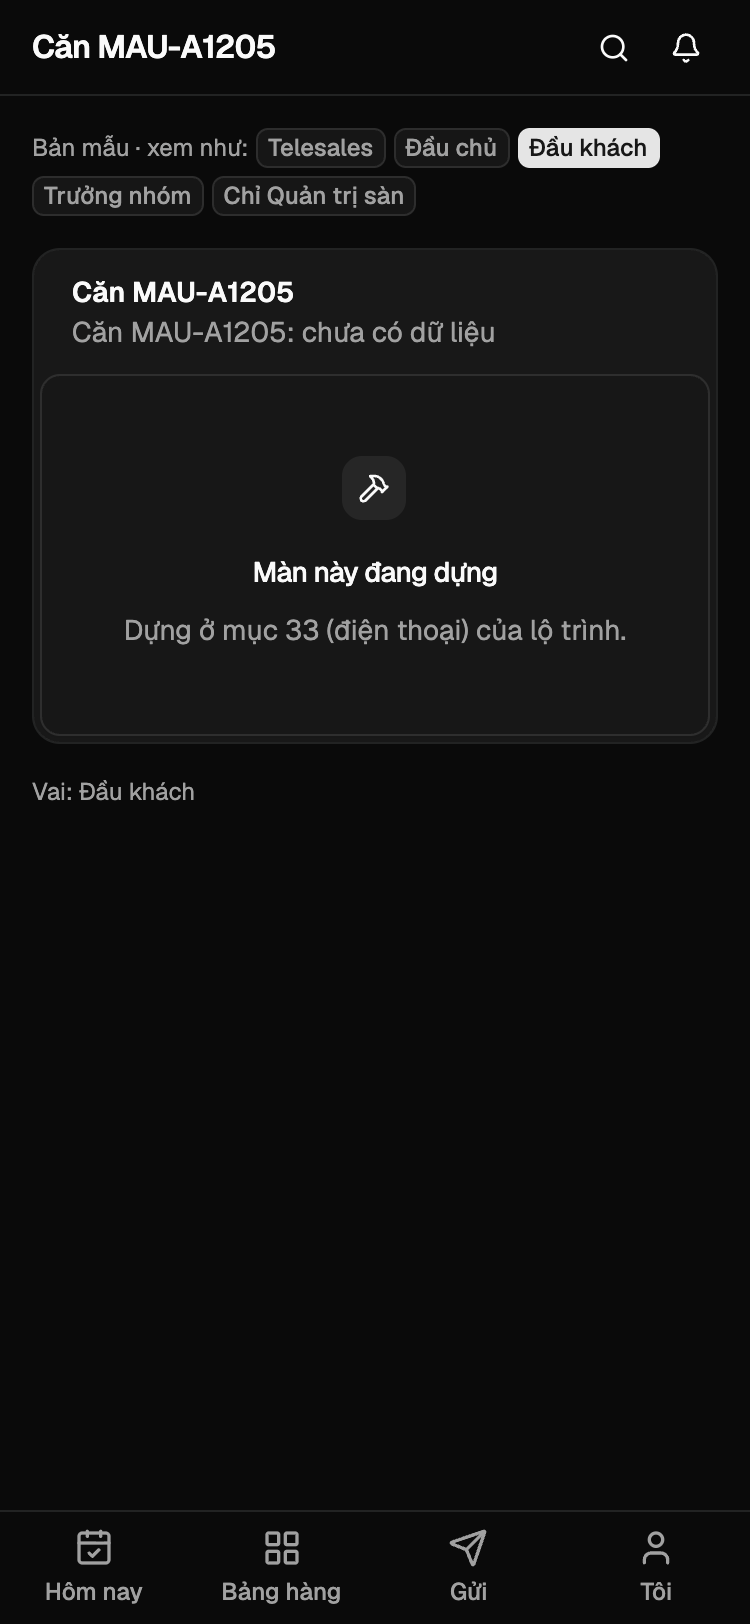 Căn MAU-A1205
Bản mẫu · xem như: Telesales Đầu chủ Đầu khách
Trưởng nhóm Chỉ Quản trị sàn
Căn MAU-A1205
Căn MAU-A1205: chưa có dữ liệu
Màn này đang dựng
Dựng ở mục 33 (điện thoại) của lộ trình.
Vai: Đầu khách
Hôm nay Bảng hàng Gửi Tôi